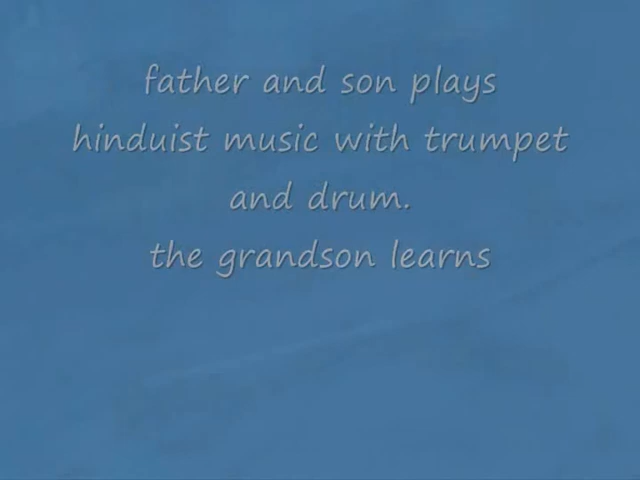 father and son plays
hinduist music with trumpet
and drum.
the grandson learns